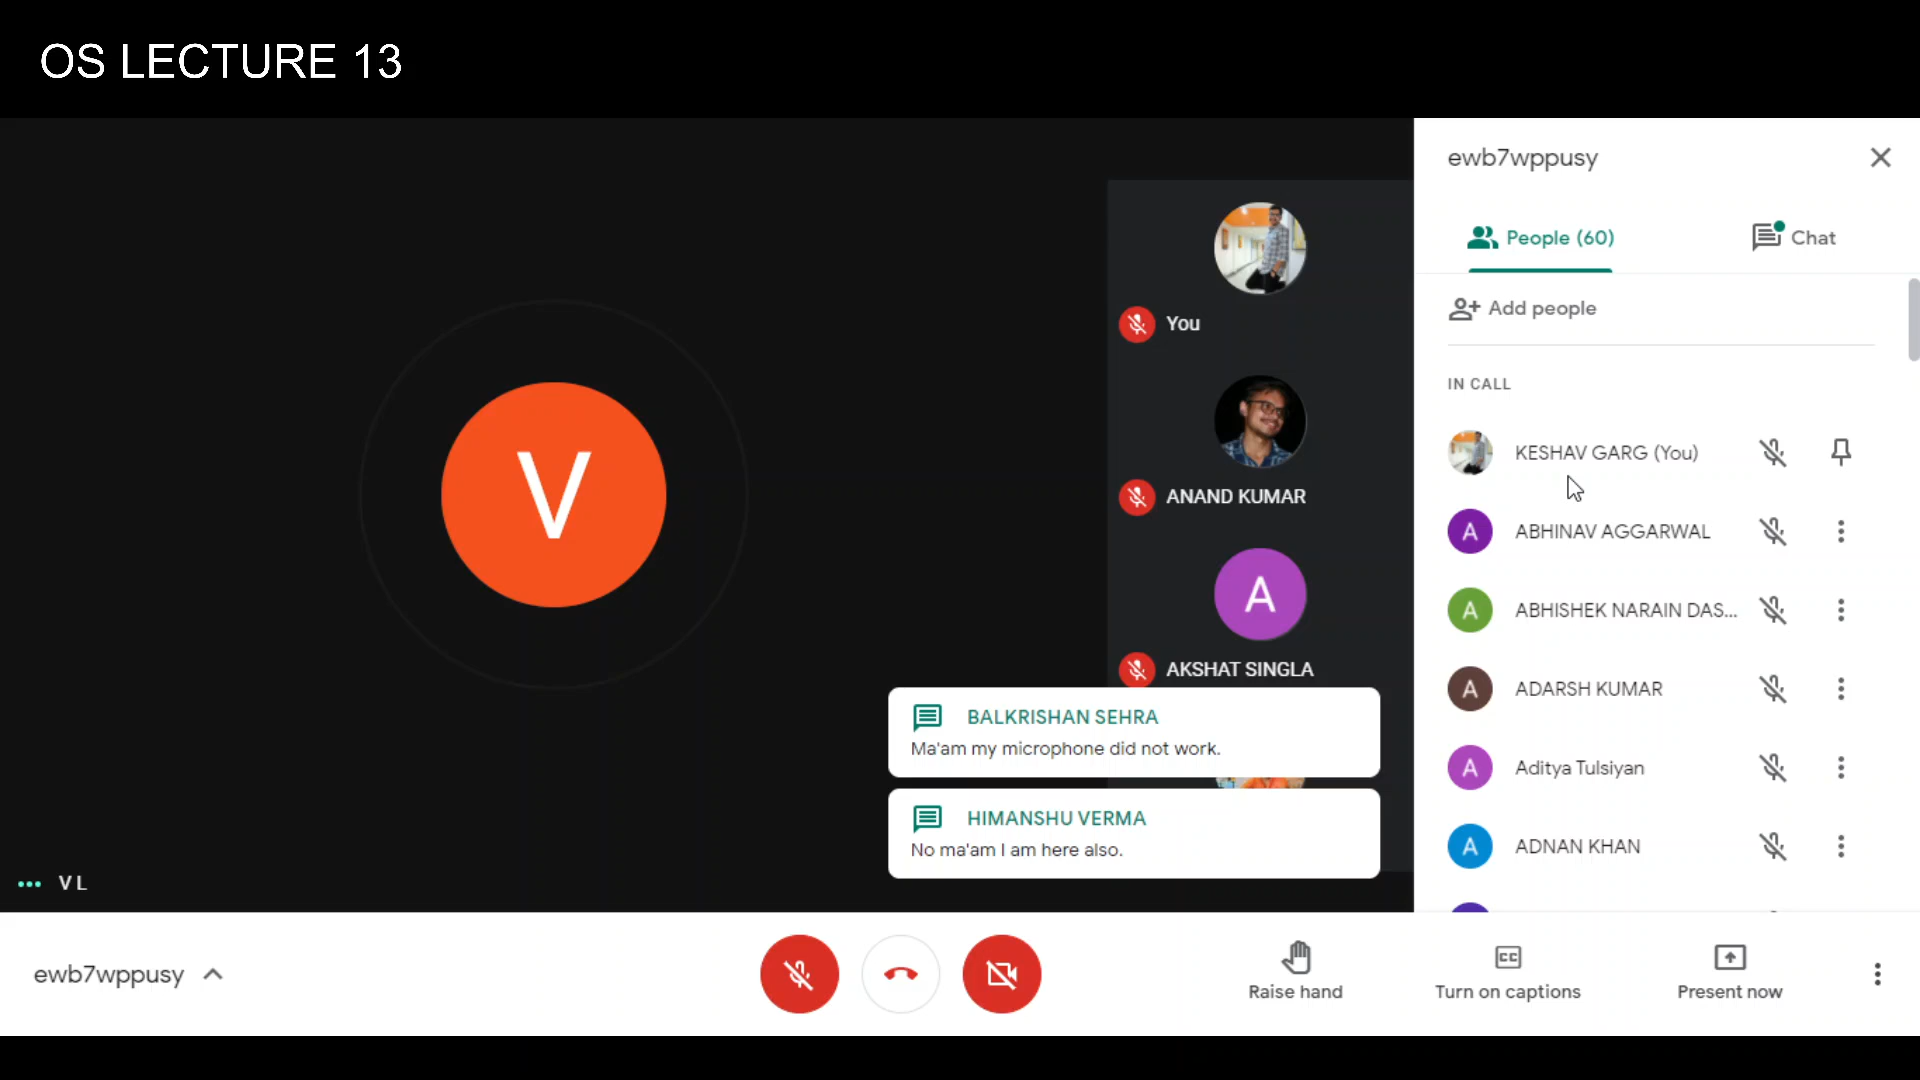 OS LECTURE 13
V
V L
You
ANAND KUMAR
A
AKSHAT SINGLA
BALKRISHAN SEHRA
Ma'am my microphone did not work.
HIMANSHU VERMA
No ma'am I am here also.
ewb7wppusy
People (60)
Chat
Add people
IN CALL
KESHAV GARG (You)
A ABHINAV AGGARWAL
A ABHISHEK NARAIN DAS...
A ADARSH KUMAR
A Aditya Tulsiyan
A ADNAN KHAN
ewb7wppusy
Raise hand
CC
Turn on captions
Present now